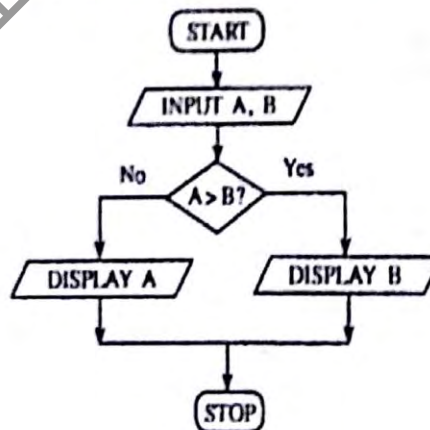 START
INPUT A, B
No
Yes
A > B?
DISPLAY A
DISPLAY B
STOP